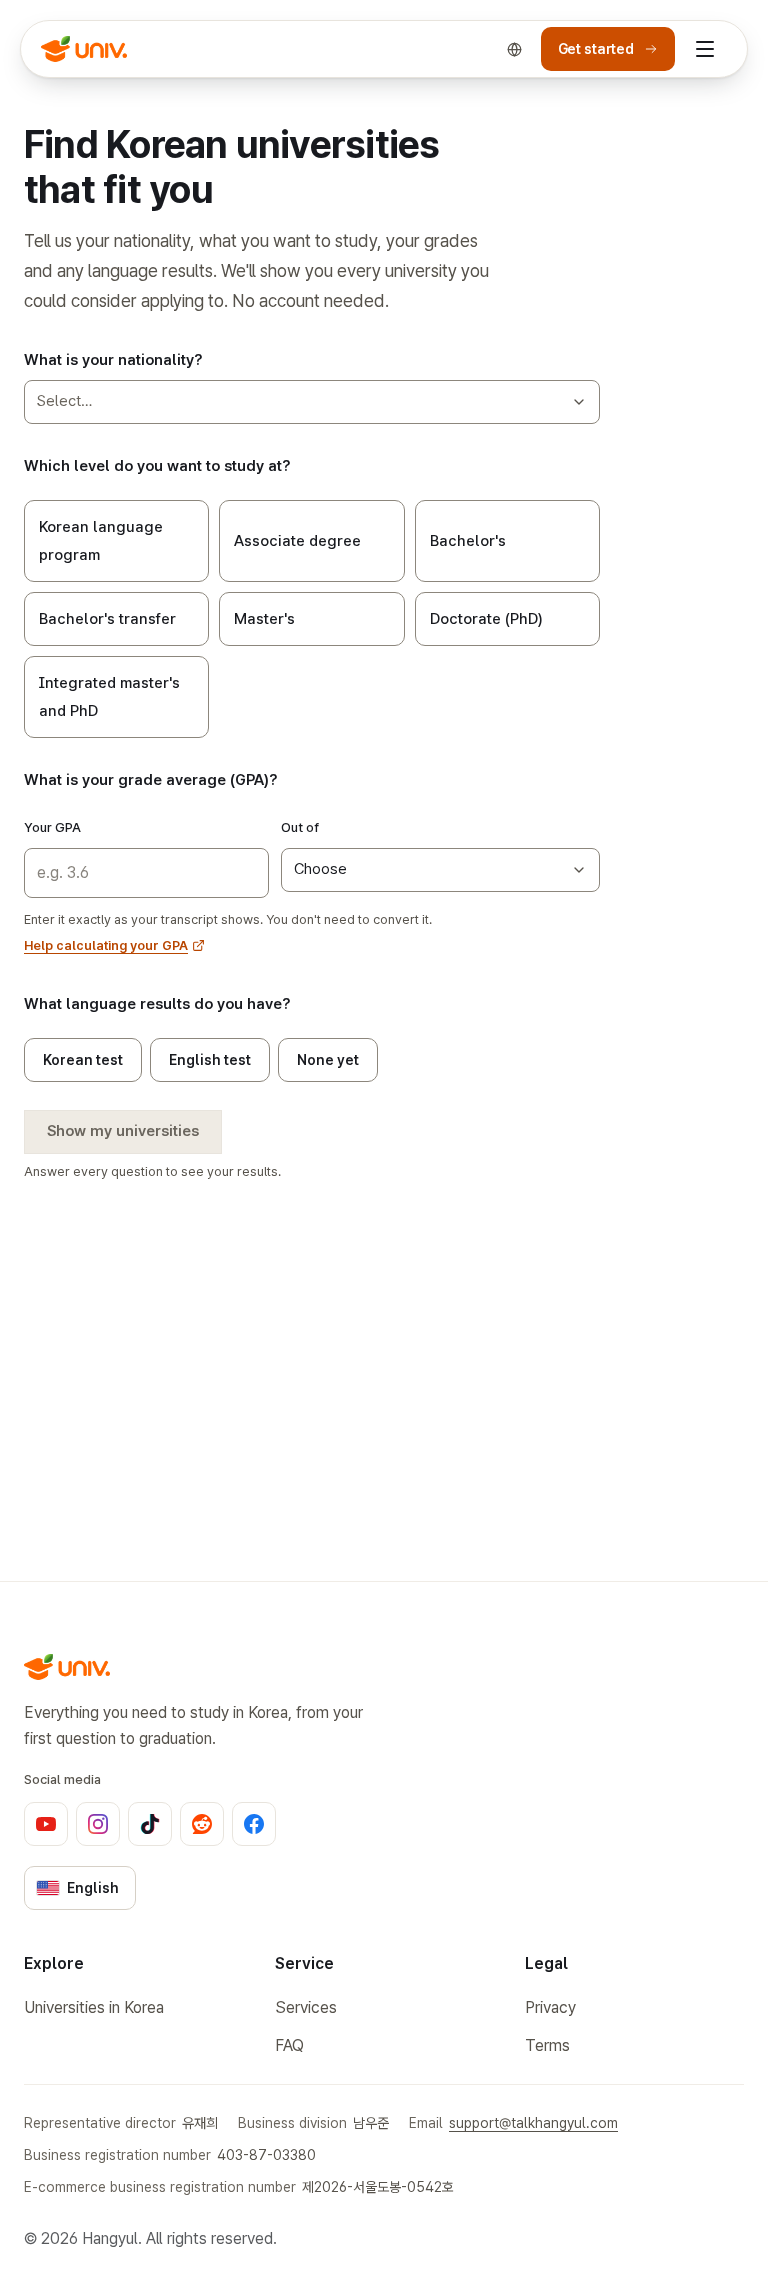 UNIV.
Get started
Find Korean universities
that fit you
Tell us your nationality, what you want to study, your grades
and any language results. We'll show you every university you
could consider applying to. No account needed.
What is your nationality?
Select...
Which level do you want to study at?
Korean language
program
Associate degree
Bachelor's
Bachelor's transfer
Master's
Doctorate (PhD)
Integrated master's
and PhD
What is your grade average (GPA)?
Your GPA
Out of
e.g. 3.6
Choose
Enter it exactly as your transcript shows. You don't need to convert it.
Help calculating your GPA
What language results do you have?
Korean test
English test
None yet
Show my universities
Answer every question to see your results.
UNIV.
Everything you need to study in Korea, from your
first question to graduation.
Social media
English
Explore
Service
Legal
Universities in Korea
Services
Privacy
FAQ
Terms
Representative director 유재희 Business division 남우준 Email support@talkhangyul.com
Business registration number 403-87-03380
E-commerce business registration number 제2026-서울도봉-0542호
© 2026 Hangyul. All rights reserved.